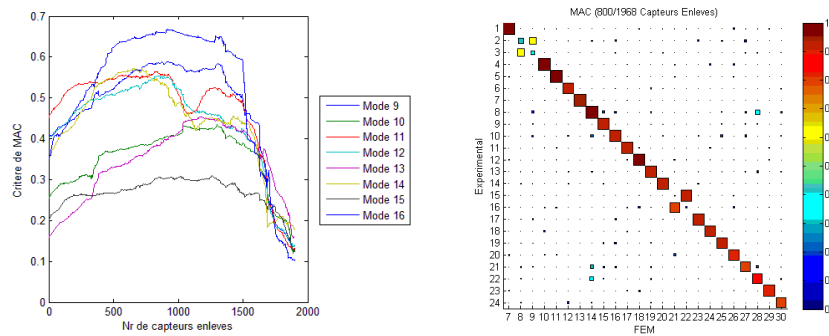 0.7
0.6
0.5
0.4
0.3
0.2
0.1
0
0 500 1000 1500 2000
Critere de MAC
Nr de capteurs enleves
Mode 9
Mode 10
Mode 11
Mode 12
Mode 13
Mode 14
Mode 15
Mode 16
MAC (800/1968 Capteurs Enleves)
Experimental
1
2
3
4
5
6
7
8
9
10
11
12
13
14
15
16
17
18
19
20
21
22
23
24
7 8 9 10 11 12 13 14 15 16 17 18 19 20 21 22 23 24 25 26 27 28 29 30
FEM